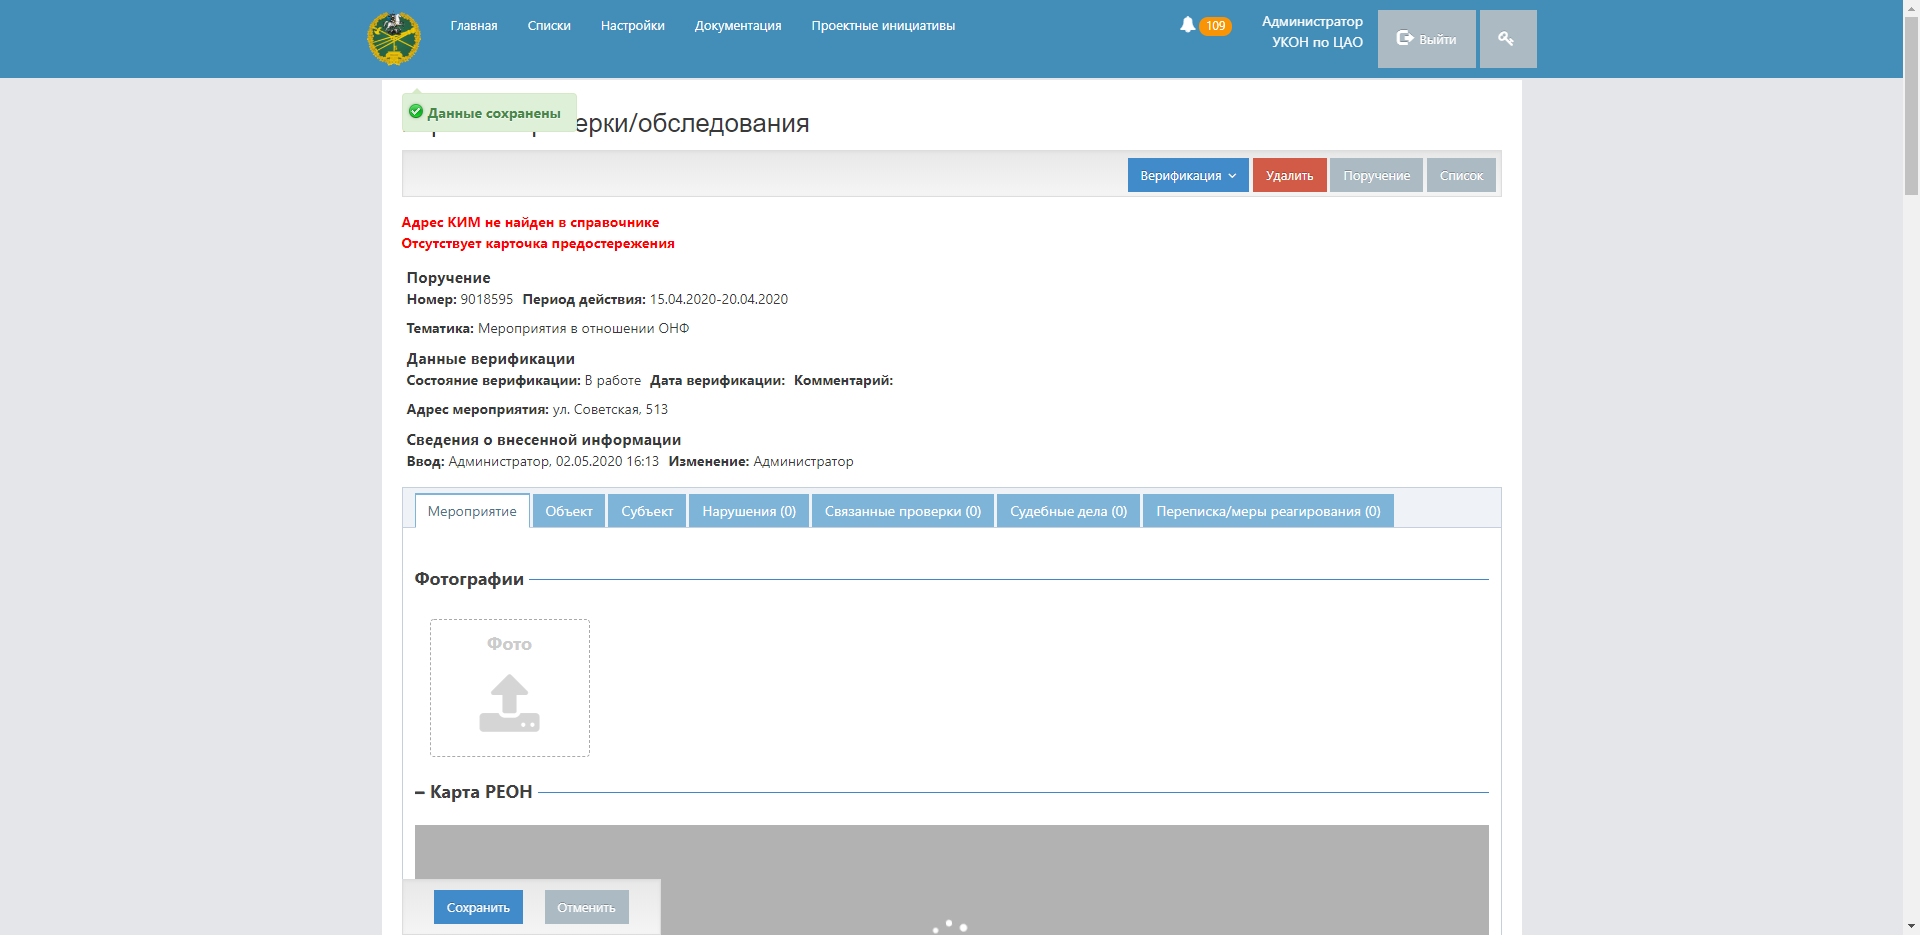 Главная Списки Настройки Документация Проектные инициативы 109 Администратор УКОН по ЦАО Выйти
Данные сохранены
ерки/обследования
Верификация Удалить Поручение Список
Адрес КИМ не найден в справочнике
Отсутствует карточка предостережения
Поручение
Номер: 9018595 Период действия: 15.04.2020-20.04.2020
Тематика: Мероприятия в отношении ОНФ
Данные верификации
Состояние верификации: В работе Дата верификации: Комментарий:
Адрес мероприятия: ул. Советская, 513
Сведения о внесенной информации
Ввод: Администратор, 02.05.2020 16:13 Изменение: Администратор
Мероприятие Объект Субъект Нарушения (0) Связанные проверки (0) Судебные дела (0) Переписка/меры реагирования (0)
Фотографии
Фото
– Карта РЕОН
Сохранить Отменить